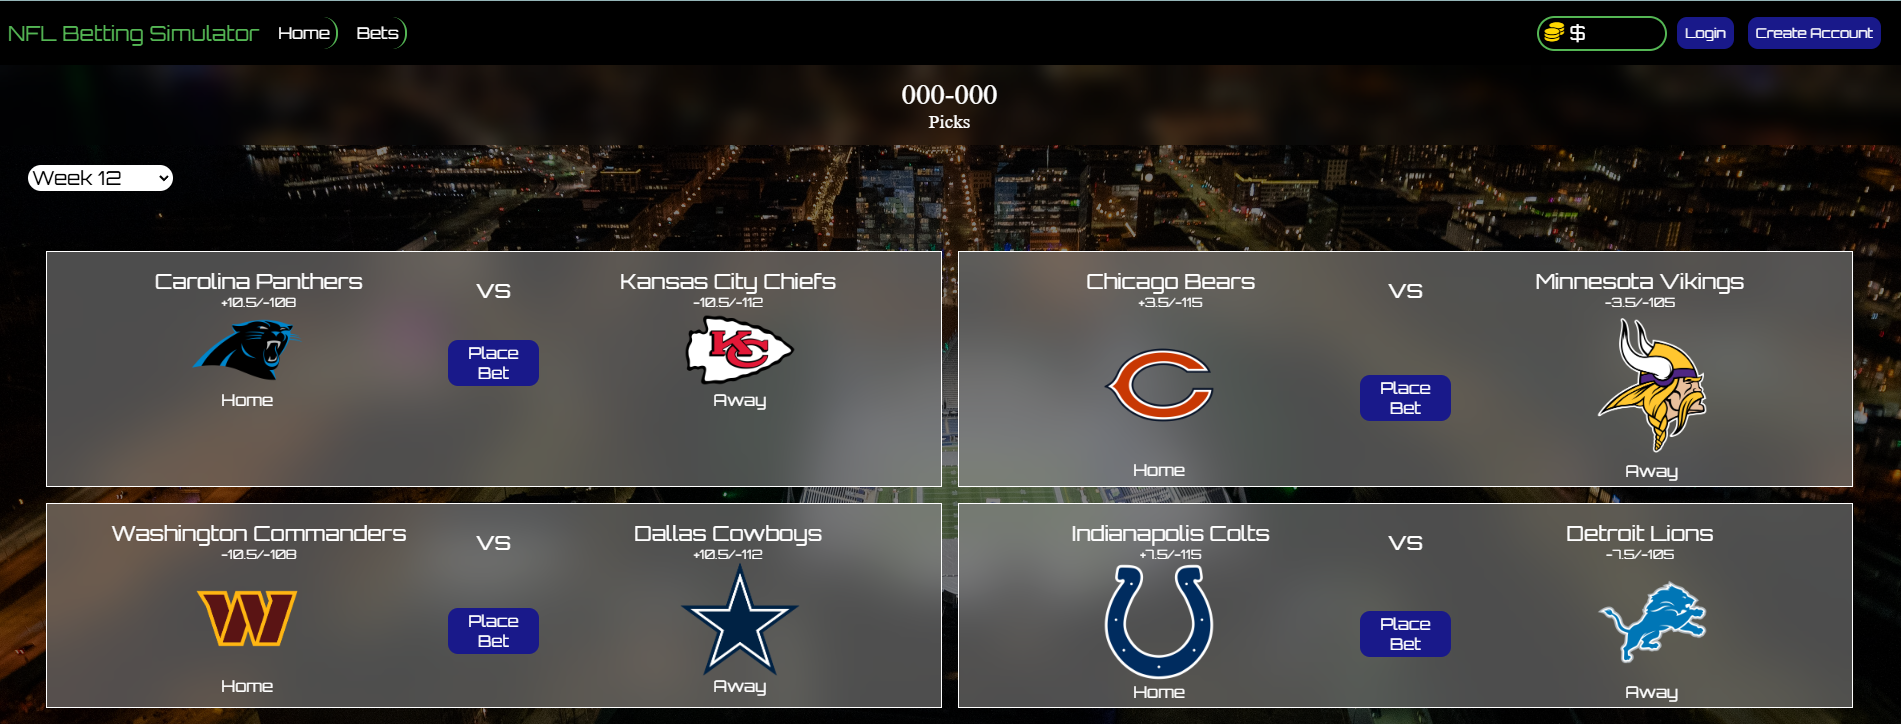 NFL Betting Simulator Home Bets $ Login Create Account
000-000
Picks
Week 12
Carolina Panthers VS Kansas City Chiefs
+10.5/-108 -10.5/-112
KC
Place
Bet
Home Away
Chicago Bears VS Minnesota Vikings
+3.5/-115 -3.5/-105
C
Place
Bet
Home Away
Washington Commanders VS Dallas Cowboys
-10.5/-108 +10.5/-112
W
Place
Bet
Home Away
Indianapolis Colts VS Detroit Lions
+7.5/-115 -7.5/-105
Place
Bet
Home Away